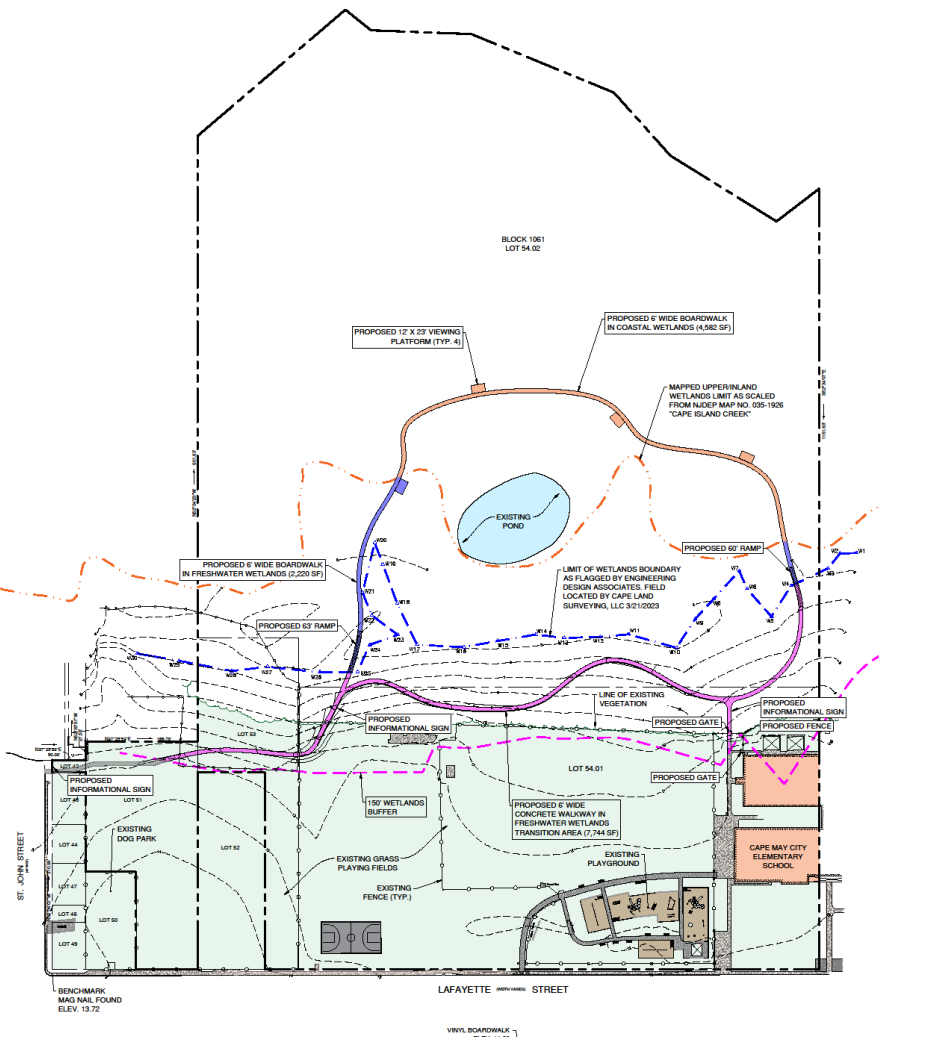 BLOCK 1061
LOT 54.02
PROPOSED 6' WIDE BOARDWALK
IN COASTAL WETLANDS (4,582 SF)
PROPOSED 12' X 23' VIEWING
PLATFORM (TYP. 4)
MAPPED UPPER/INLAND
WETLANDS LIMIT AS SCALED
FROM NJDEP MAP NO. 035-1926
"CAPE ISLAND CREEK"
EXISTING
POND
PROPOSED 60' RAMP
PROPOSED 6' WIDE BOARDWALK
IN FRESHWATER WETLANDS (2,220 SF)
LIMIT OF WETLANDS BOUNDARY
AS FLAGGED BY ENGINEERING
DESIGN ASSOCIATES. FIELD
LOCATED BY CAPE LAND
SURVEYING, LLC 3/21/2023
PROPOSED 63' RAMP
LINE OF EXISTING
VEGETATION
PROPOSED
INFORMATIONAL SIGN
PROPOSED
INFORMATIONAL SIGN
PROPOSED GATE
PROPOSED FENCE
LOT 53
LOT 54.01
PROPOSED GATE
PROPOSED
INFORMATIONAL SIGN
LOT 51
150' WETLANDS
BUFFER
PROPOSED 6' WIDE
CONCRETE WALKWAY IN
FRESHWATER WETLANDS
TRANSITION AREA (7,744 SF)
EXISTING
DOG PARK
LOT 44
LOT 52
EXISTING GRASS
PLAYING FIELDS
EXISTING
PLAYGROUND
CAPE MAY CITY
ELEMENTARY
SCHOOL
ST. JOHN STREET
LOT 47
EXISTING
FENCE (TYP.)
LOT 48
LOT 50
LOT 49
BENCHMARK
MAG NAIL FOUND
ELEV. 13.72
LAFAYETTE (WIDTH VARIES) STREET
VINYL BOARDWALK